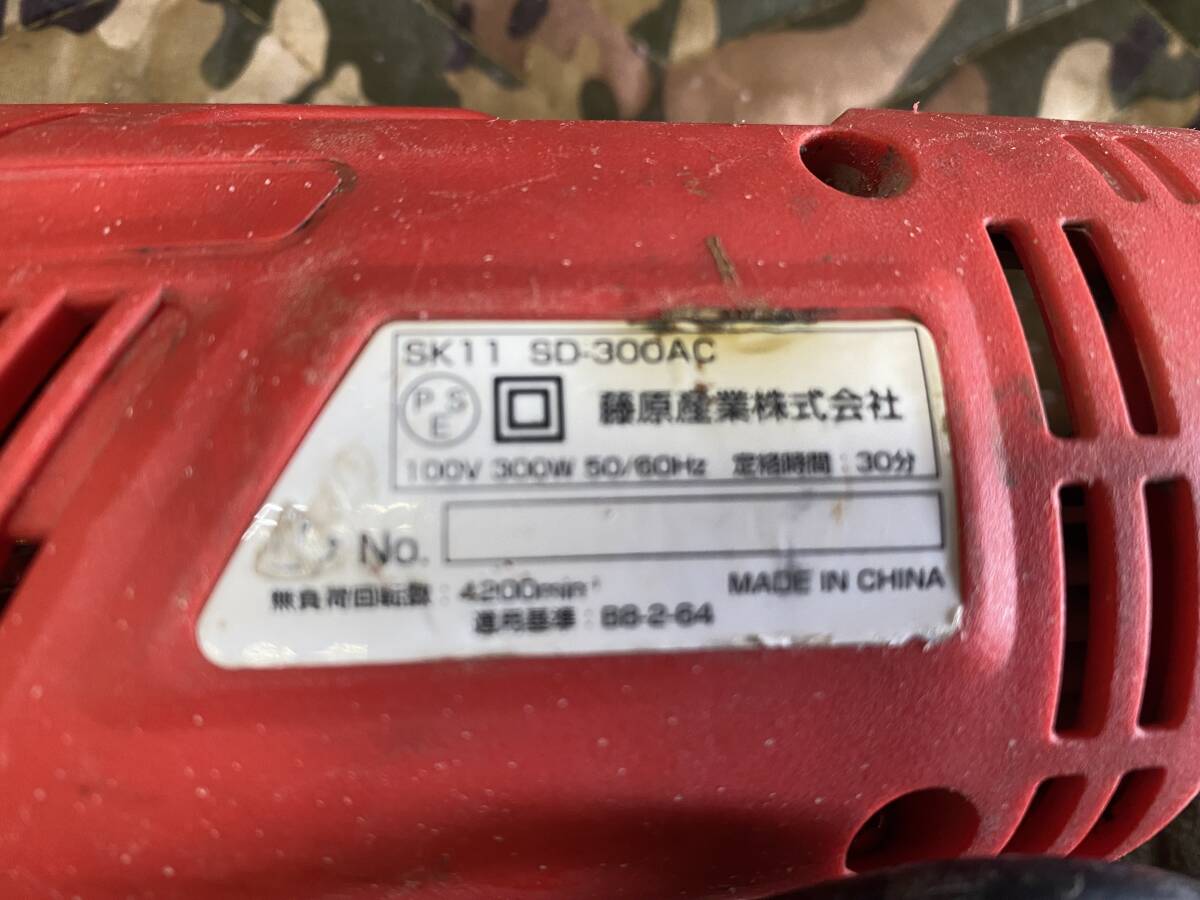 SK11 SD-300AC
PSE
藤原産業株式会社
100V 300W 50/60Hz 定格時間：30分
No.
無負荷回転数：4200min⁻¹
MADE IN CHINA
適用基準：88-2-64